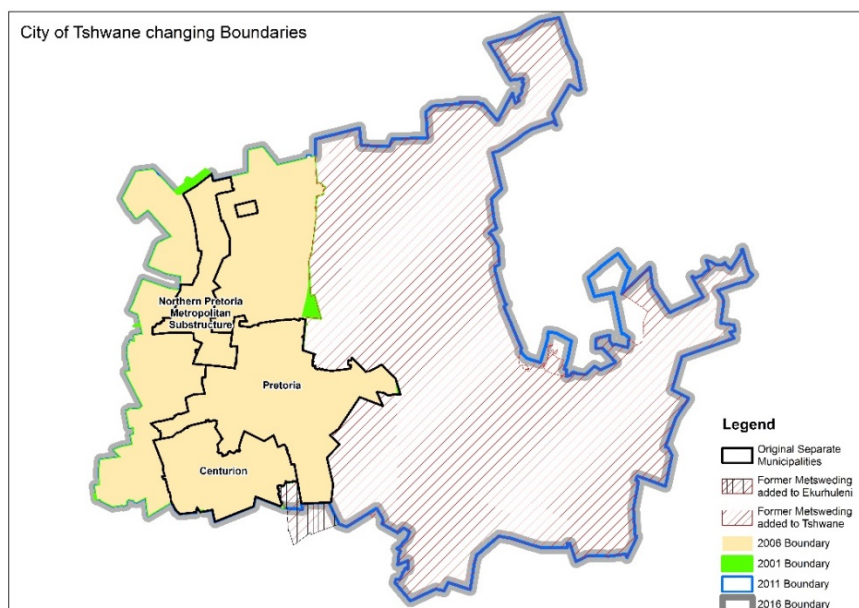 City of Tshwane changing Boundaries
Northern Pretoria
Metropolitan
Substructure
Pretoria
Centurion
Legend
Original Separate
Municipalities
Former Metsweding
added to Ekurhuleni
Former Metsweding
added to Tshwane
2006 Boundary
2001 Boundary
2011 Boundary
2016 Boundary